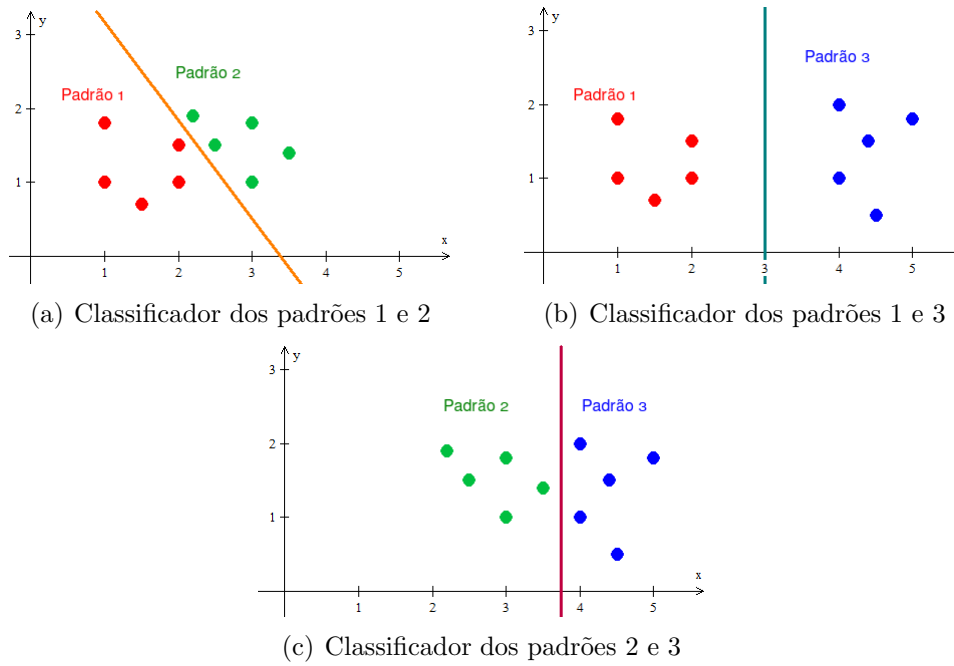 y
3
2
1
Padrão 1
Padrão 2
x
1
2
3
4
5
(a) Classificador dos padrões 1 e 2
y
3
2
1
Padrão 1
Padrão 3
x
1
2
3
4
5
(b) Classificador dos padrões 1 e 3
y
3
2
1
Padrão 2
Padrão 3
x
1
2
3
4
5
(c) Classificador dos padrões 2 e 3